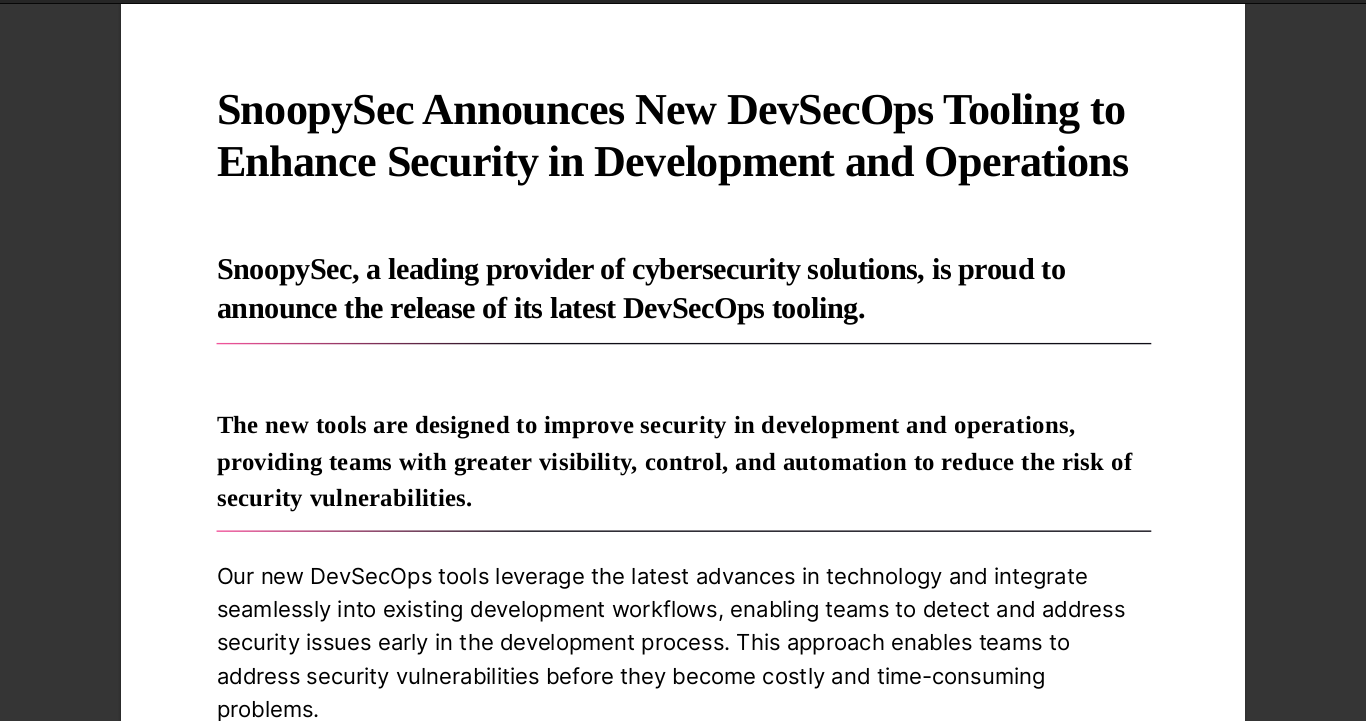 SnoopySec Announces New DevSecOps Tooling to
Enhance Security in Development and Operations
SnoopySec, a leading provider of cybersecurity solutions, is proud to
announce the release of its latest DevSecOps tooling.
The new tools are designed to improve security in development and operations,
providing teams with greater visibility, control, and automation to reduce the risk of
security vulnerabilities.
Our new DevSecOps tools leverage the latest advances in technology and integrate
seamlessly into existing development workflows, enabling teams to detect and address
security issues early in the development process. This approach enables teams to
address security vulnerabilities before they become costly and time-consuming
problems.